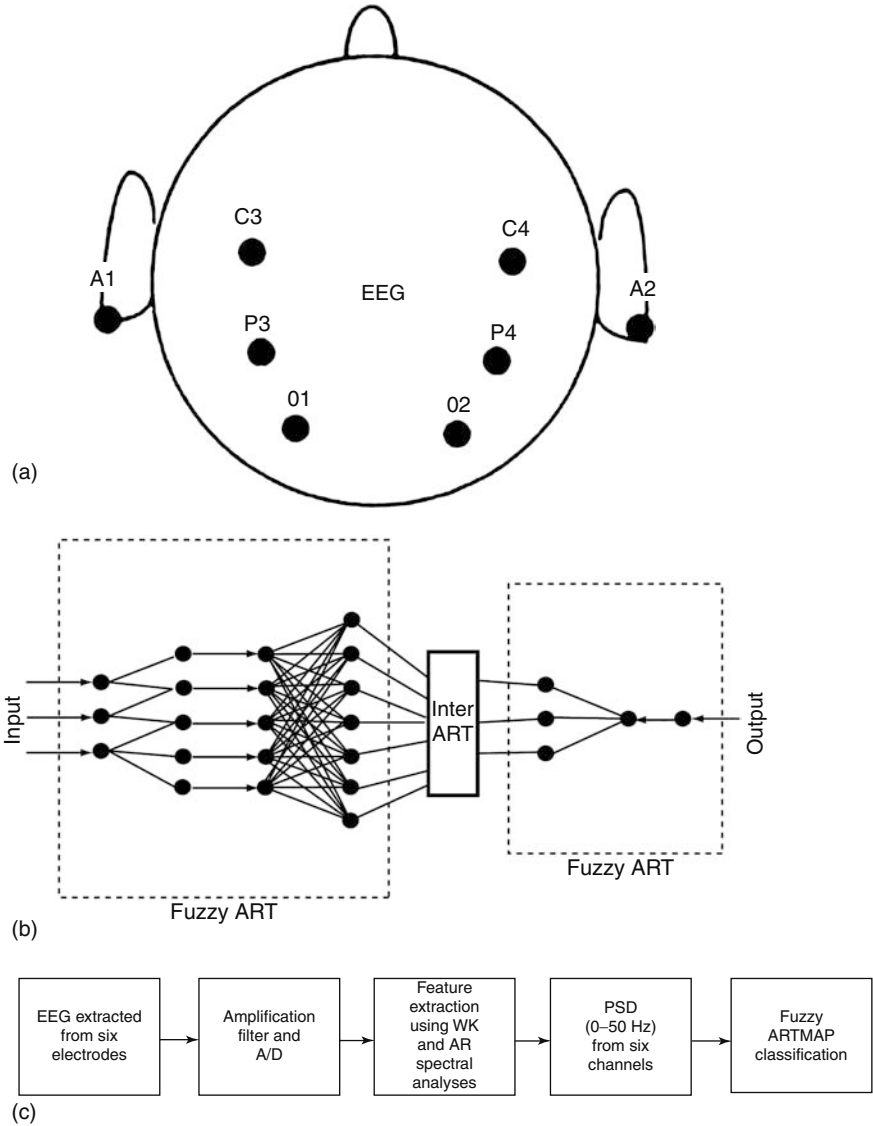 C3
C4
A1
EEG
A2
P3
P4
01
02
(a)
Input
Inter
ART
Output
Fuzzy ART
Fuzzy ART
(b)
EEG extracted
from six
electrodes
Amplification
filter and
A/D
Feature
extraction
using WK
and AR
spectral
analyses
PSD
(0–50 Hz)
from six
channels
Fuzzy
ARTMAP
classification
(c)